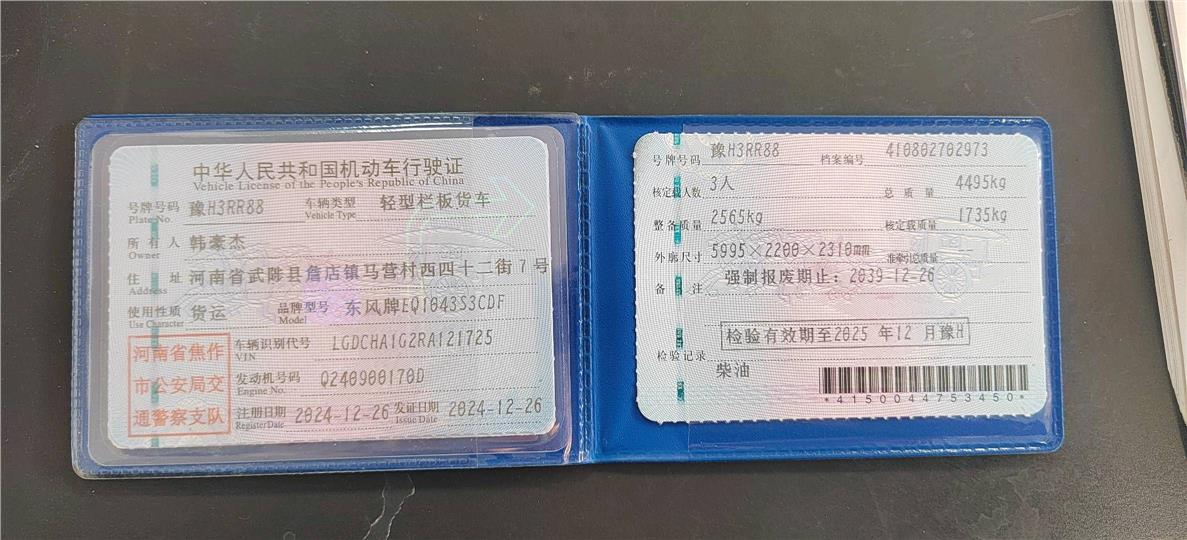 中华人民共和国机动车行驶证
Vehicle License of the People's Republic of China
号牌号码 豫H3RR88 车辆类型 轻型栏板货车
Plate No. Vehicle Type
所有人 韩豪杰
Owner
住址 河南省武陟县詹店镇马营村西四十二街7号
Address
使用性质 货运 品牌型号 东风牌EQ1043S3CDF
Use Character Model
河南省焦作
市公安局交
通警察支队
车辆识别代号 LGDCHA1G2RA121725
VIN
发动机号码 Q240900170D
Engine No.
注册日期 2024-12-26 发证日期 2024-12-26
Register Date Issue Date
号牌号码 豫H3RR88 档案编号 410802702973
核定载人数 3人 总质量 4495kg
整备质量 2565kg 核定载质量 1735kg
外廓尺寸 5995×2200×2310mm 准牵引总质量
备注 强制报废期止：2039-12-26
检验有效期至2025年12月豫H
检验记录
柴油
*4150044753450*